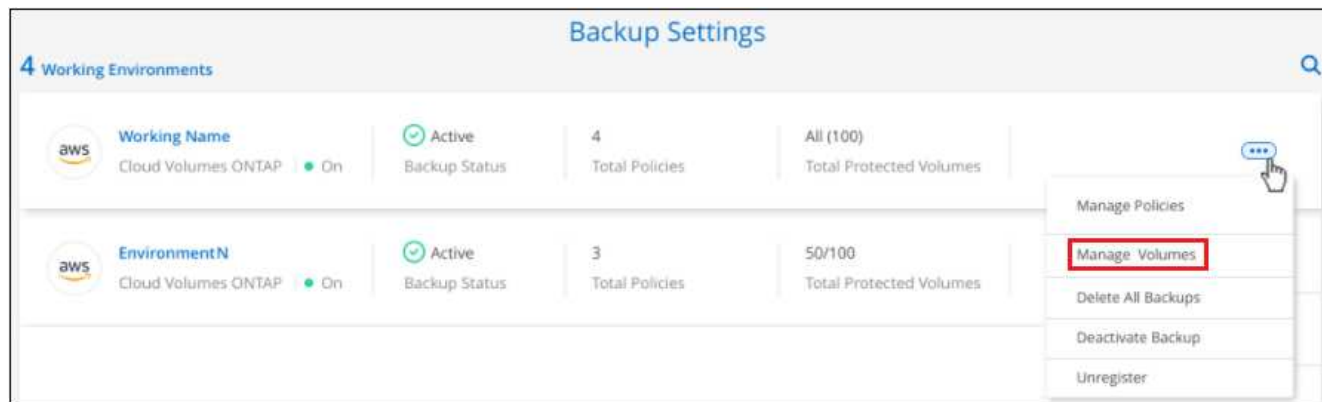 Backup Settings
4 Working Environments
aws
Working Name
Cloud Volumes ONTAP
On
Active
Backup Status
4
Total Policies
All (100)
Total Protected Volumes
Manage Policies
Manage Volumes
Delete All Backups
Deactivate Backup
Unregister
aws
EnvironmentN
Cloud Volumes ONTAP
On
Active
Backup Status
3
Total Policies
50/100
Total Protected Volumes